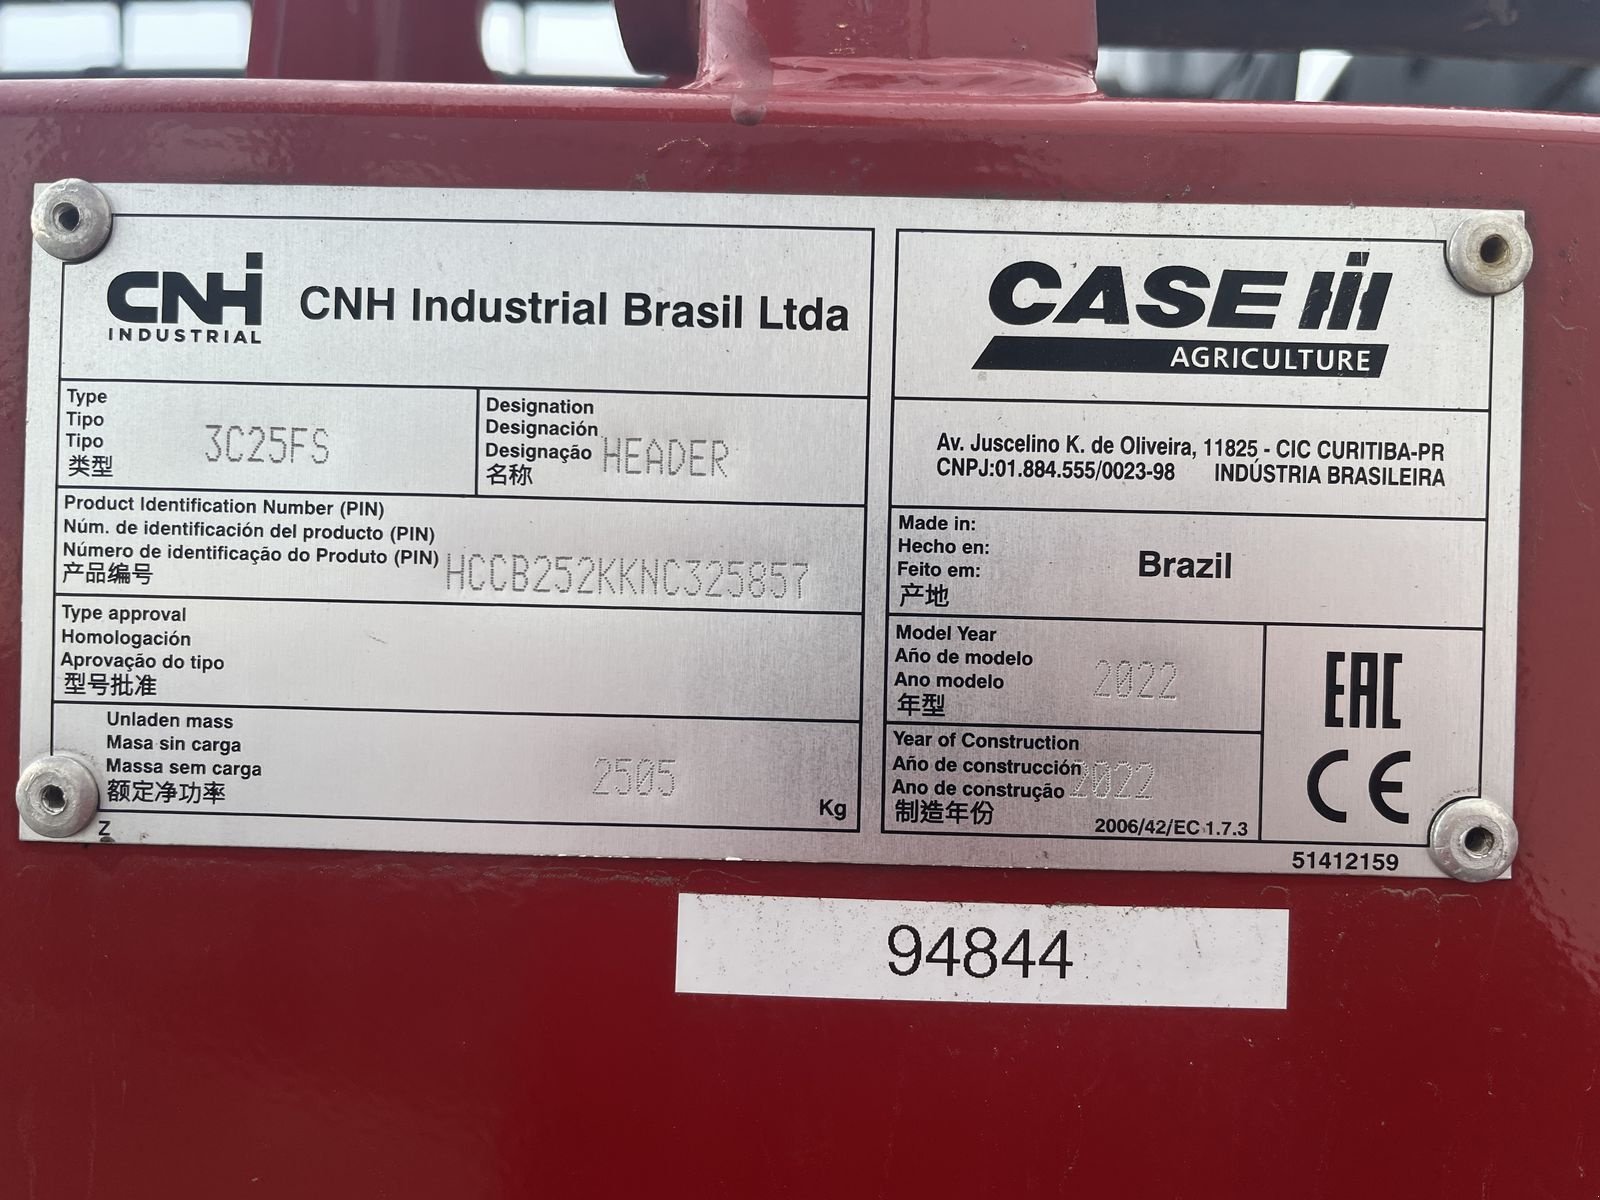 CNH
INDUSTRIAL
CNH Industrial Brasil Ltda
Type
Tipo
Tipo
类型
3C25FS
Designation
Designación
Designação
名称
HEADER
Product Identification Number (PIN)
Núm. de identificación del producto (PIN)
Número de identificação do Produto (PIN)
产品编号
HCCB252KKNC325857
Type approval
Homologación
Aprovação do tipo
型号批准
Unladen mass
Masa sin carga
Massa sem carga
额定净功率
2505
Kg
Z
CASE IH
AGRICULTURE
Av. Juscelino K. de Oliveira, 11825 - CIC CURITIBA-PR
CNPJ:01.884.555/0023-98 INDÚSTRIA BRASILEIRA
Made in:
Hecho en:
Feito em:
产地
Brazil
Model Year
Año de modelo
Ano modelo
年型
2022
Year of Construction
Año de construcción
Ano de construção
制造年份
2022
2006/42/EC 1.7.3
EAC
CE
51412159
94844